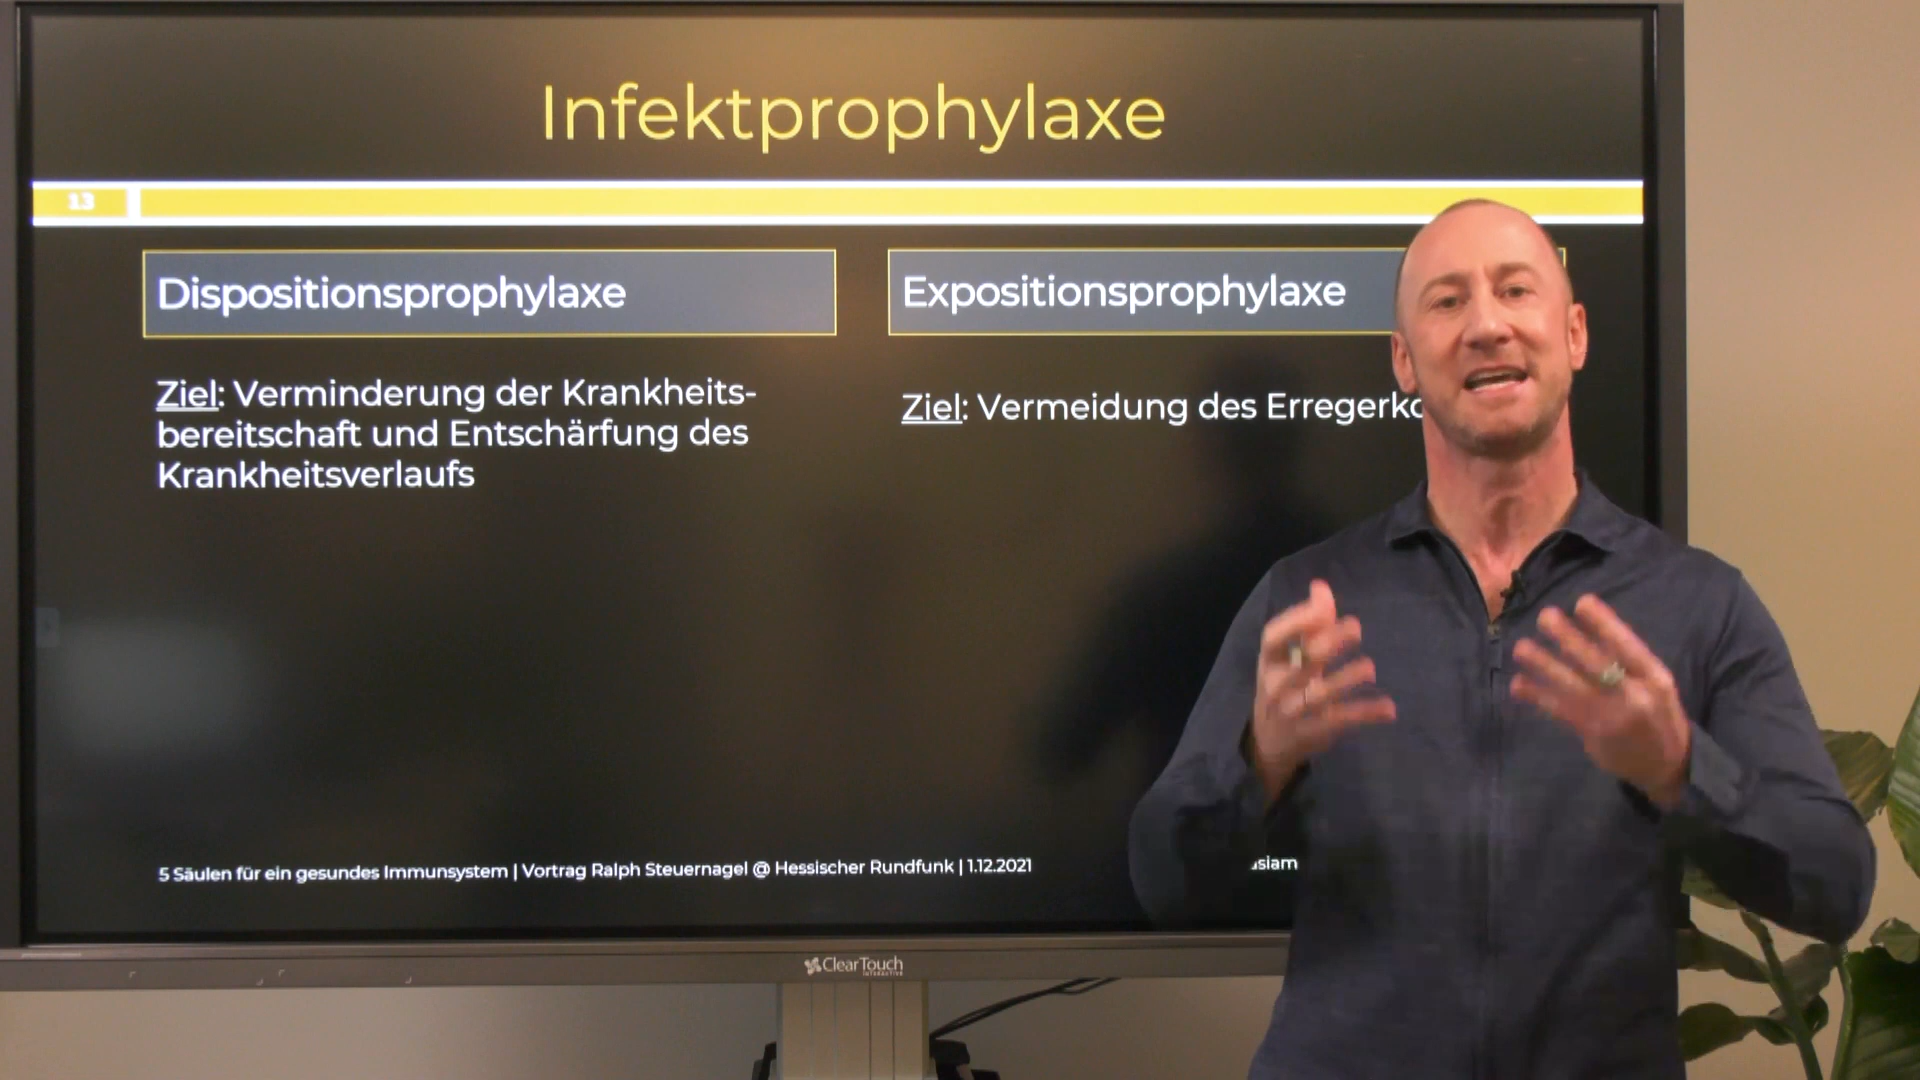 Infektprophylaxe
13
Dispositionsprophylaxe
Ziel: Verminderung der Krankheits-
bereitschaft und Entschärfung des
Krankheitsverlaufs
Expositionsprophylaxe
Ziel: Vermeidung des
5 Säulen für ein gesundes Immunsystem | Vortrag Ralph Steuernagel @ Hessischer Rundfunk | 1.12.2021
ClearTouch
INTERACTIVE